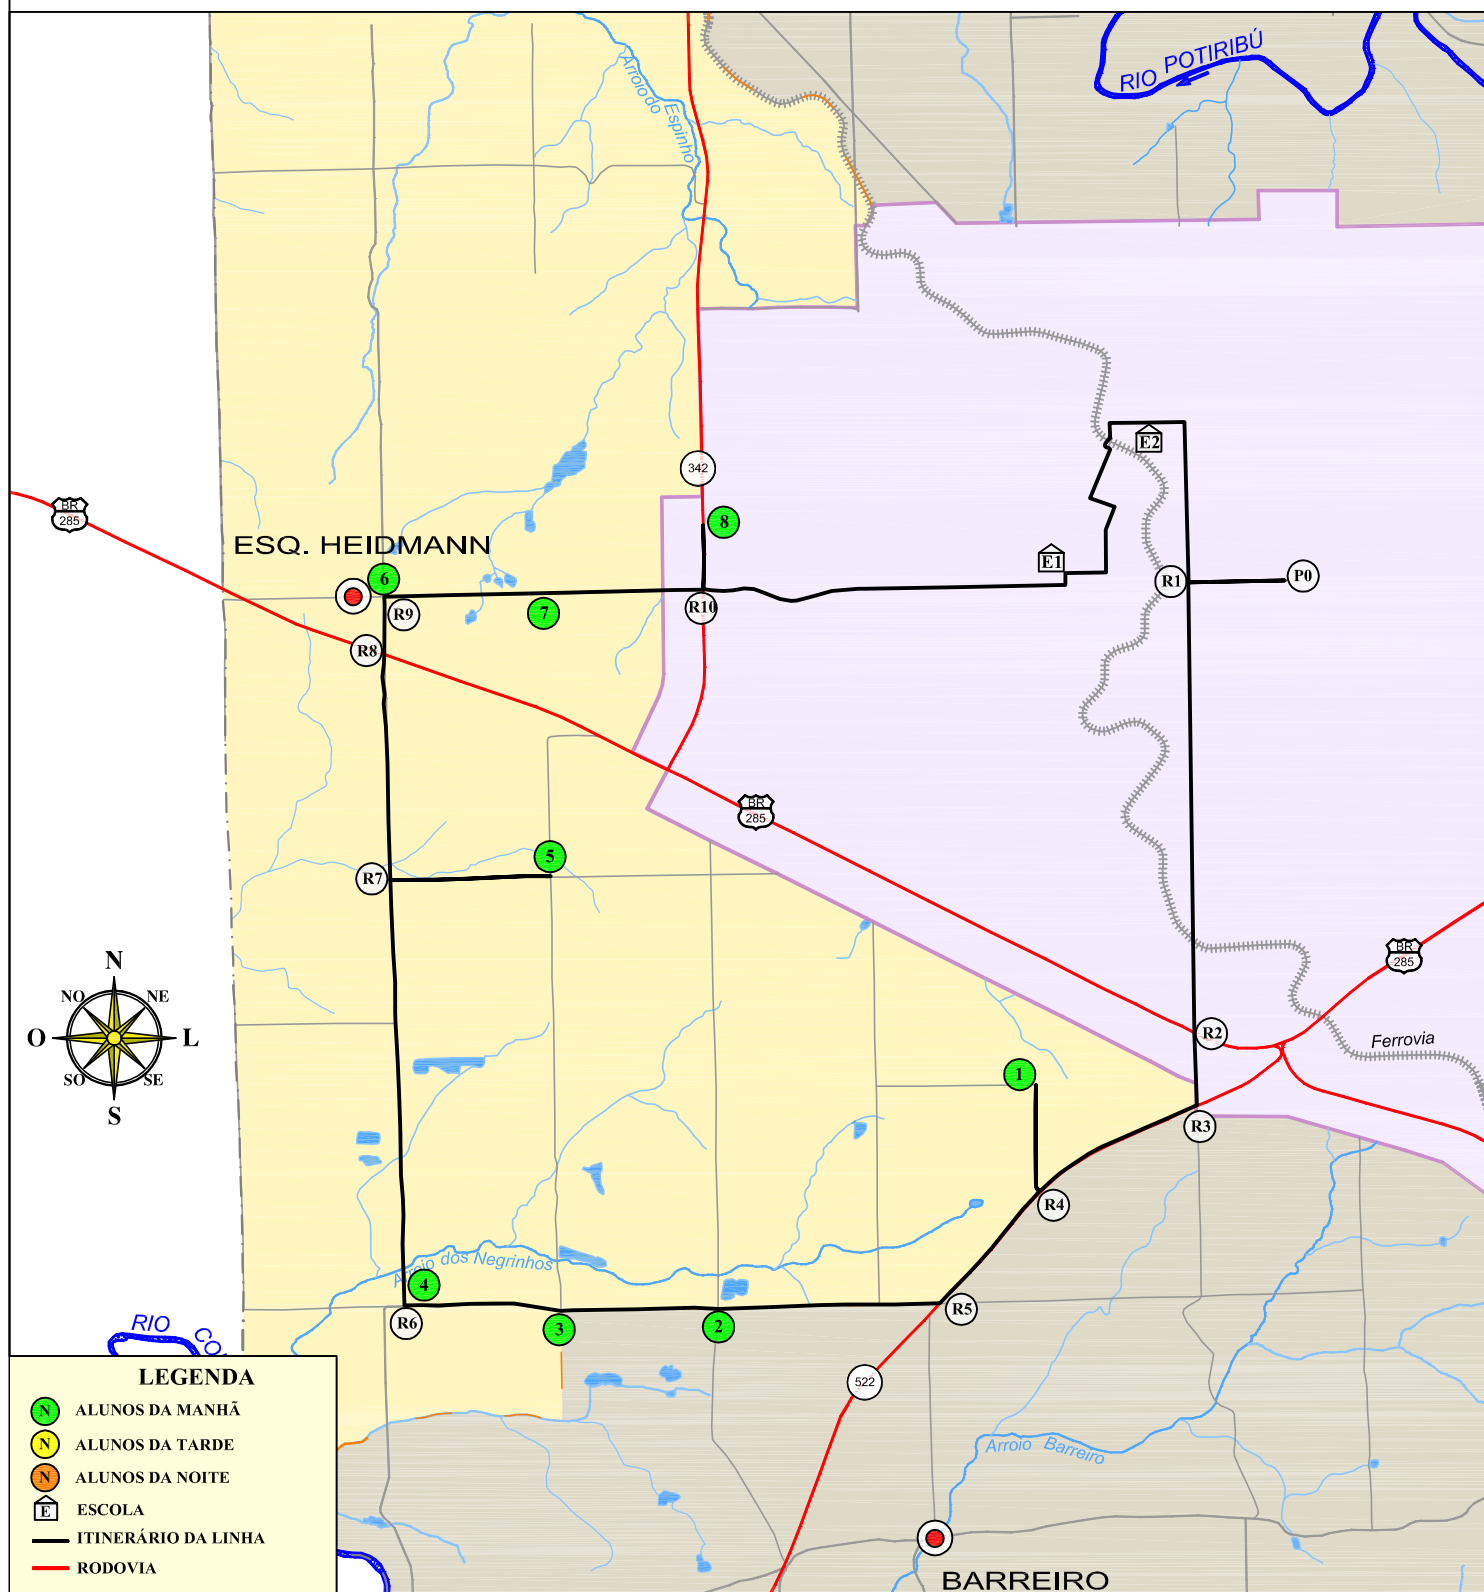 RIO POTIRIBÚ
Arroio do Espinho
342
BR
285
ESQ. HEIDMANN
8
E2
E1
6
R9
7
R10
R1
P0
R8
BR
285
5
R7
BR
285
N
NO
NE
O
L
SO
SE
S
R2
Ferrovia
1
R3
R4
Arroio dos Negrinhos
4
R6
3
2
R5
RIO
522
LEGENDA
N ALUNOS DA MANHÃ
N ALUNOS DA TARDE
N ALUNOS DA NOITE
E ESCOLA
ITINERÁRIO DA LINHA
RODOVIA
Arroio Barreiro
BARREIRO